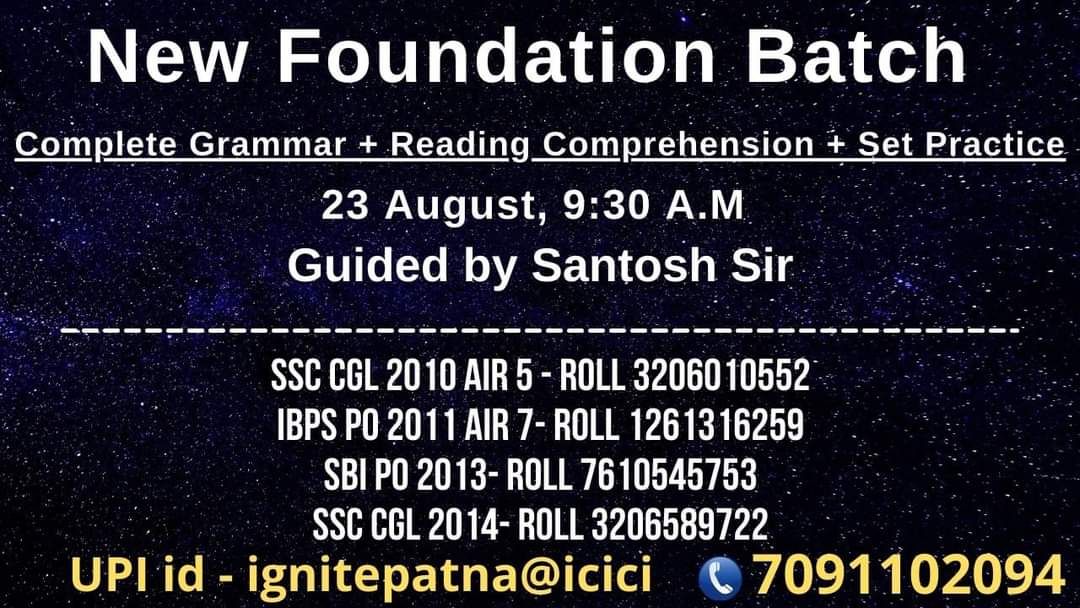 New Foundation Batch
Complete Grammar + Reading Comprehension + Set Practice
23 August, 9:30 A.M
Guided by Santosh Sir
SSC CGL 2010 AIR 5 - ROLL 3206010552
IBPS PO 2011 AIR 7- ROLL 1261316259
SBI PO 2013- ROLL 7610545753
SSC CGL 2014- ROLL 3206589722
UPI id - ignitepatna@icici 7091102094